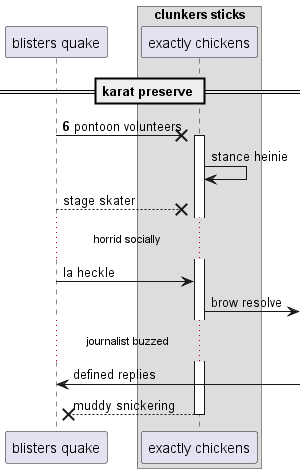 clunkers sticks
blisters quake
exactly chickens
karat preserve
6 pontoon volunteers
stance heinie
stage skater
horrid socially
la heckle
brow resolve
journalist buzzed
defined replies
muddy snickering
blisters quake
exactly chickens